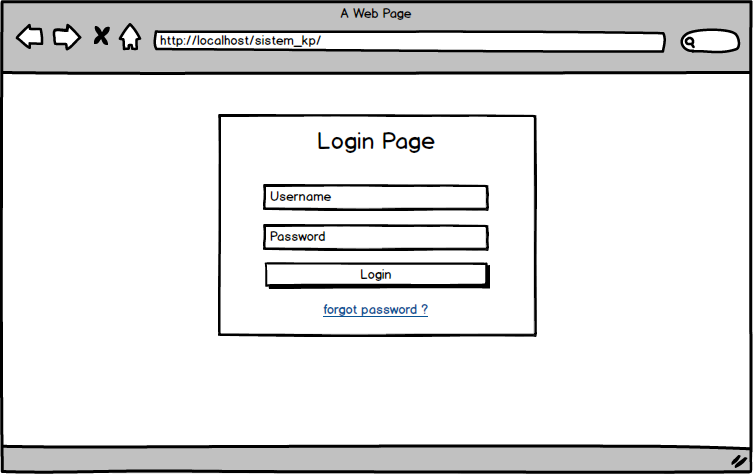 A Web Page
http://localhost/sistem_kp/
Login Page
Username
Password
Login
forgot password ?